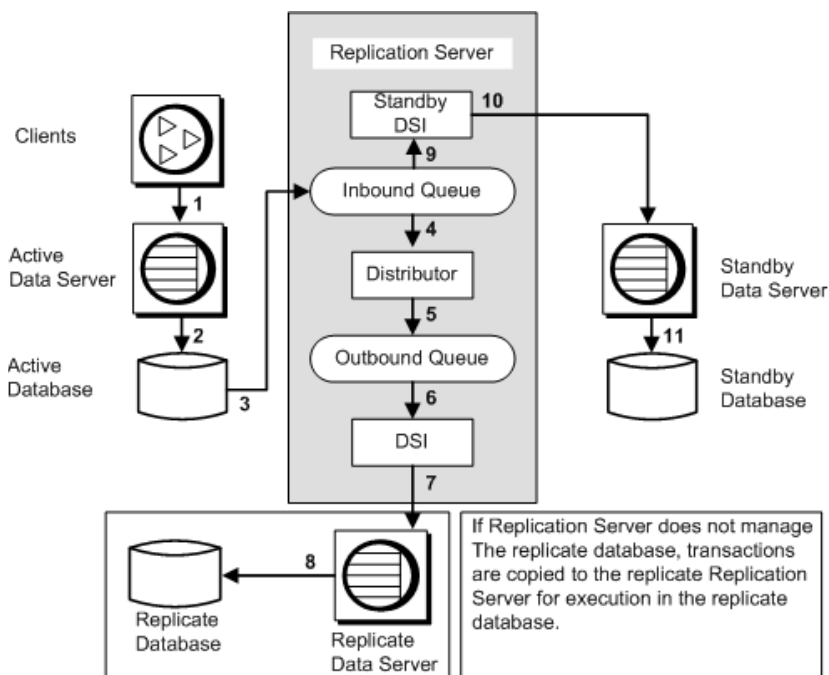 Replication Server
Standby
DSI
10
Clients
9
Inbound Queue
1
4
Active
Data Server
Distributor
Standby
Data Server
5
2
11
Outbound Queue
Active
Database
3
Standby
Database
6
DSI
7
If Replication Server does not manage
The replicate database, transactions
are copied to the replicate Replication
Server for execution in the replicate
database.
8
Replicate
Database
Replicate
Data Server